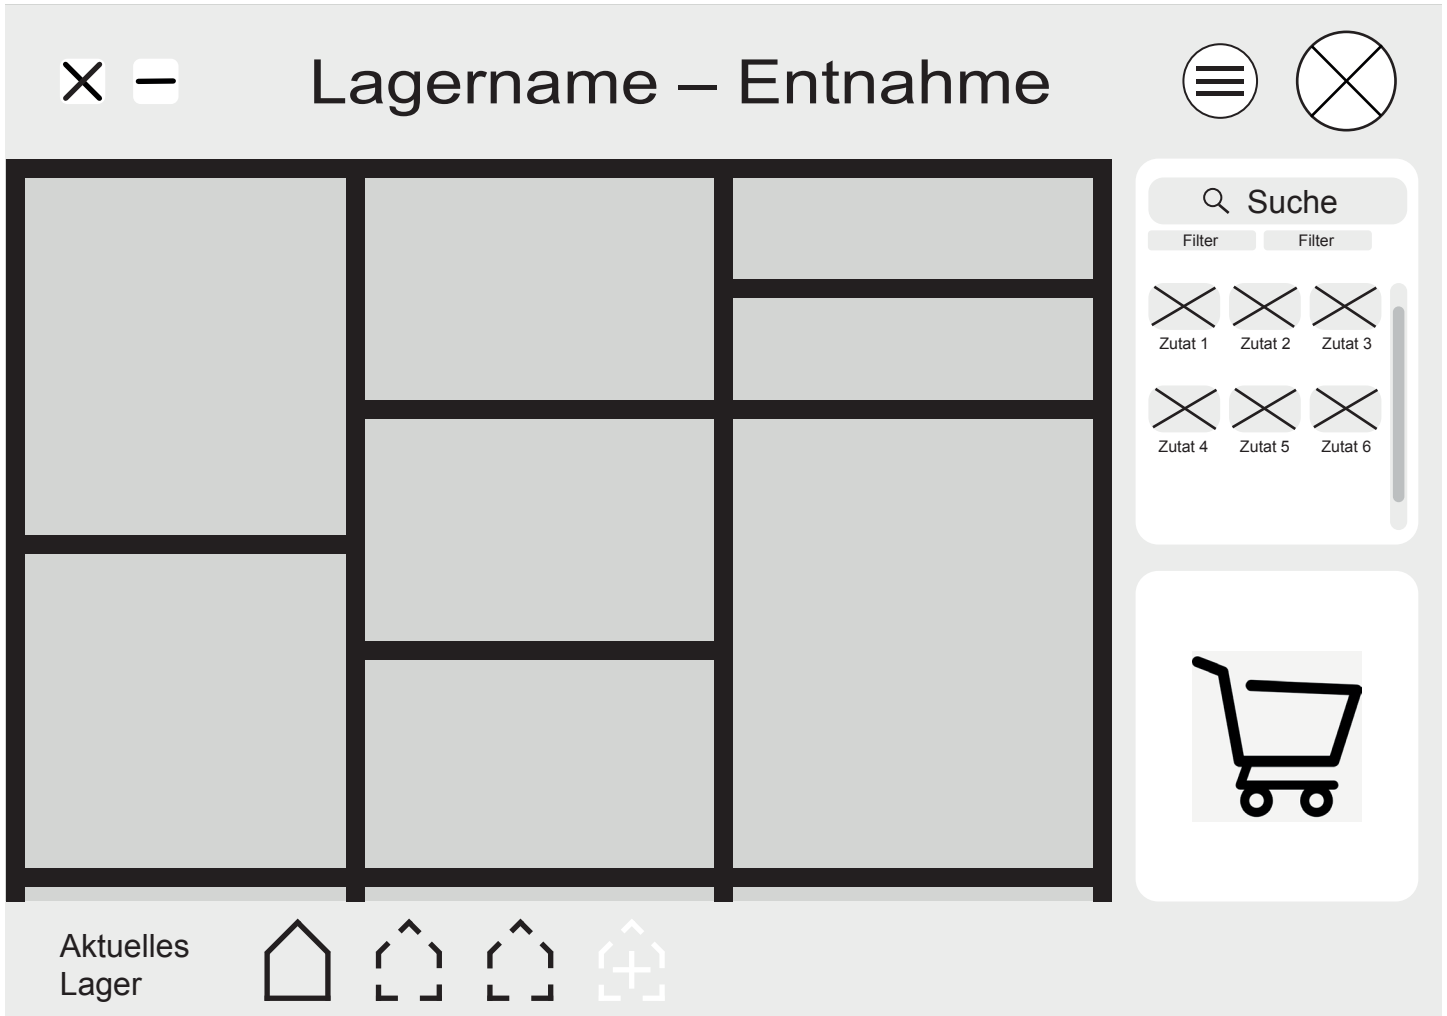 Lagername – Entnahme
Suche
Filter Filter
Zutat 1 Zutat 2 Zutat 3
Zutat 4 Zutat 5 Zutat 6
Aktuelles
Lager